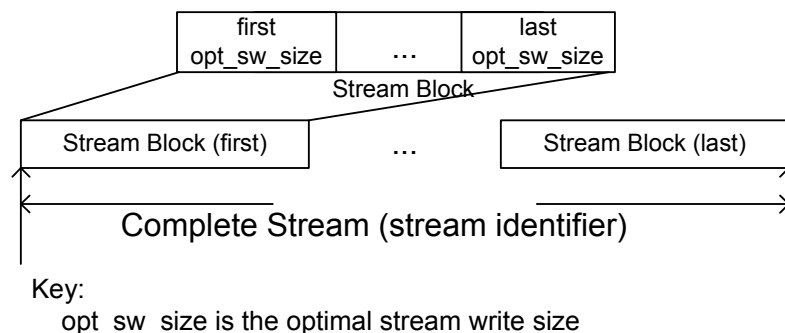 first
opt_sw_size
...
last
opt_sw_size
Stream Block
Stream Block (first)
...
Stream Block (last)
Complete Stream (stream identifier)
Key:
opt_sw_size is the optimal stream write size